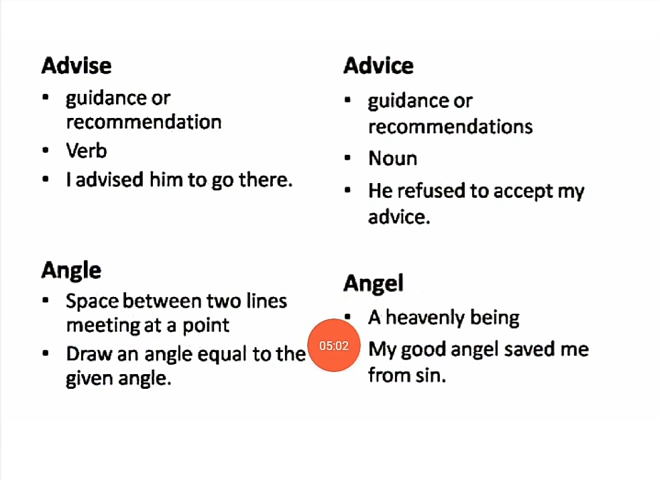 Advise
▪ guidance or
recommendation
▪ Verb
▪ I advised him to go there.
Advice
▪ guidance or
recommendations
▪ Noun
▪ He refused to accept my
advice.
Angle
▪ Space between two lines
meeting at a point
▪ Draw an angle equal to the
given angle.
Angel
▪ A heavenly being
My good angel saved me
from sin.
05:02